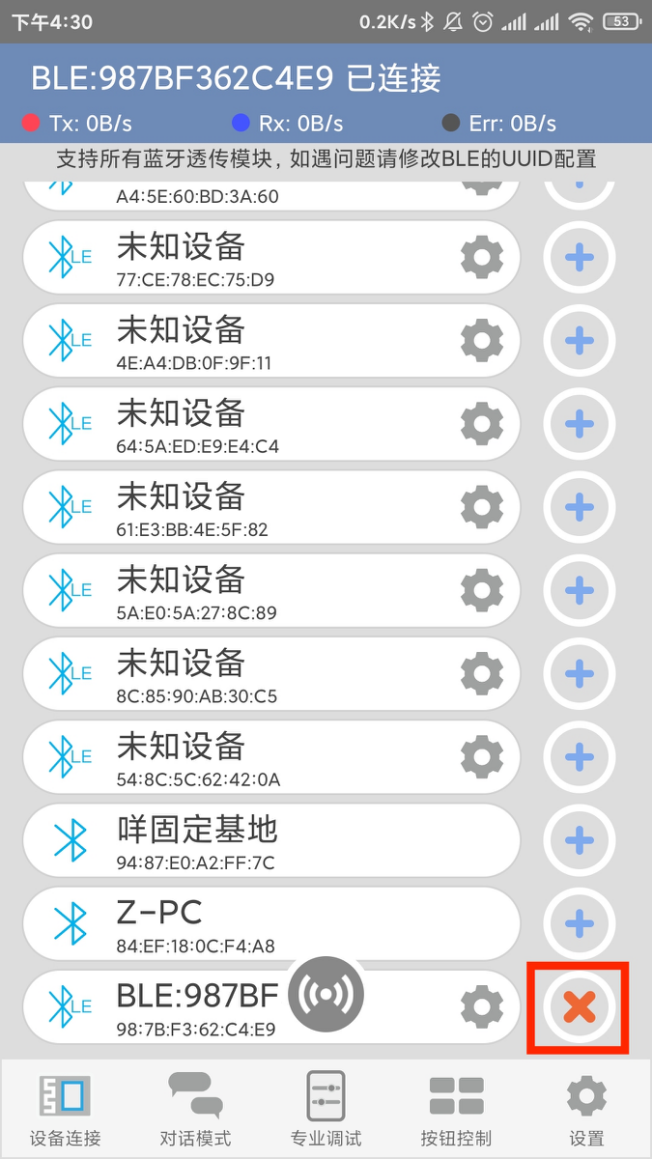 下午4:30
0.2K/s
53
BLE:987BF362C4E9 已连接
Tx: 0B/s
Rx: 0B/s
Err: 0B/s
支持所有蓝牙透传模块, 如遇问题请修改BLE的UUID配置
A4:5E:60:BD:3A:60
LE
未知设备
77:CE:78:EC:75:D9
LE
未知设备
4E:A4:DB:0F:9F:11
LE
未知设备
64:5A:ED:E9:E4:C4
LE
未知设备
61:E3:BB:4E:5F:82
LE
未知设备
5A:E0:5A:27:8C:89
LE
未知设备
8C:85:90:AB:30:C5
LE
未知设备
54:8C:5C:62:42:0A
咩固定基地
94:87:E0:A2:FF:7C
Z-PC
84:EF:18:0C:F4:A8
LE
BLE:987BF
98:7B:F3:62:C4:E9
设备连接
对话模式
专业调试
按钮控制
设置